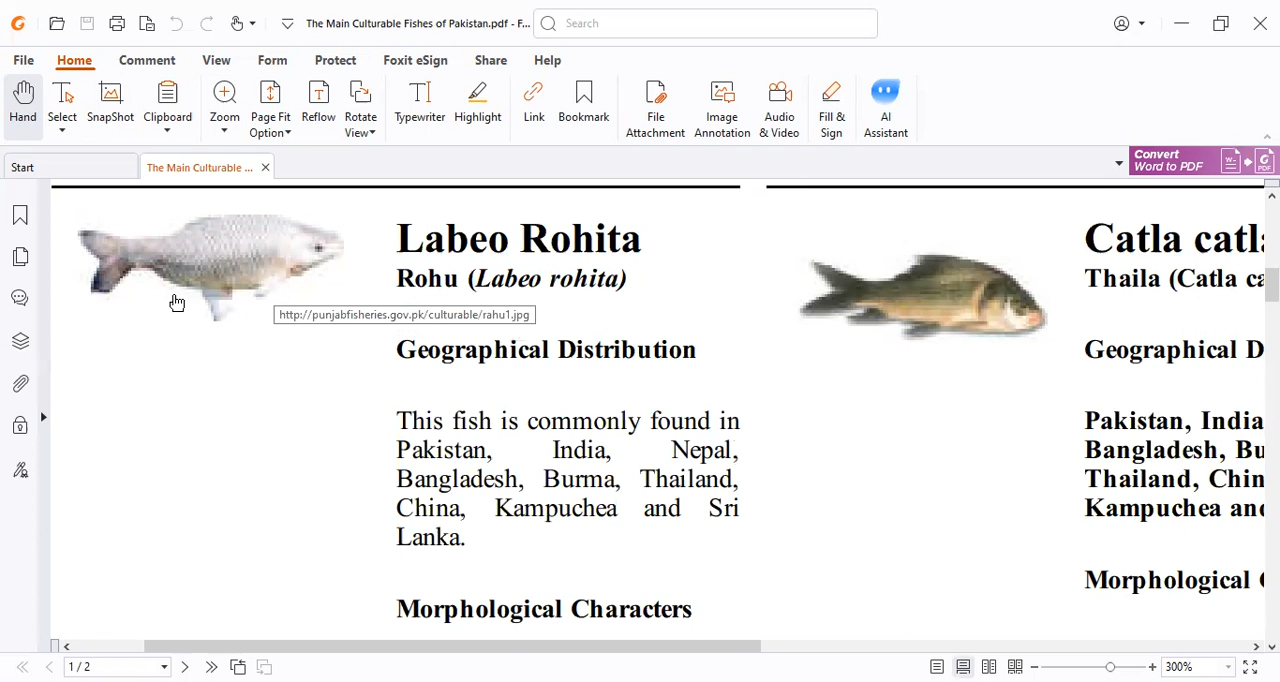 The Main Culturable Fishes of Pakistan.pdf - F...
Search
File
Home
Comment
View
Form
Protect
Foxit eSign
Share
Help
Hand
Select
SnapShot
Clipboard
Zoom
Page Fit
Option
Reflow
Rotate
View
Typewriter
Highlight
Link
Bookmark
File
Attachment
Image
Annotation
Audio
& Video
Fill &
Sign
AI
Assistant
Start
The Main Culturable ...
Convert
Word to PDF
Labeo Rohita
Rohu (Labeo rohita)
http://punjabfisheries.gov.pk/culturable/rahu1.jpg
Geographical Distribution
This fish is commonly found in
Pakistan, India, Nepal,
Bangladesh, Burma, Thailand,
China, Kampuchea and Sri
Lanka.
Morphological Characters
Catla catl
Thaila (Catla ca
Geographical D
Pakistan, India
Bangladesh, Bu
Thailand, Chin
Kampuchea and
Morphological
1 / 2
300%